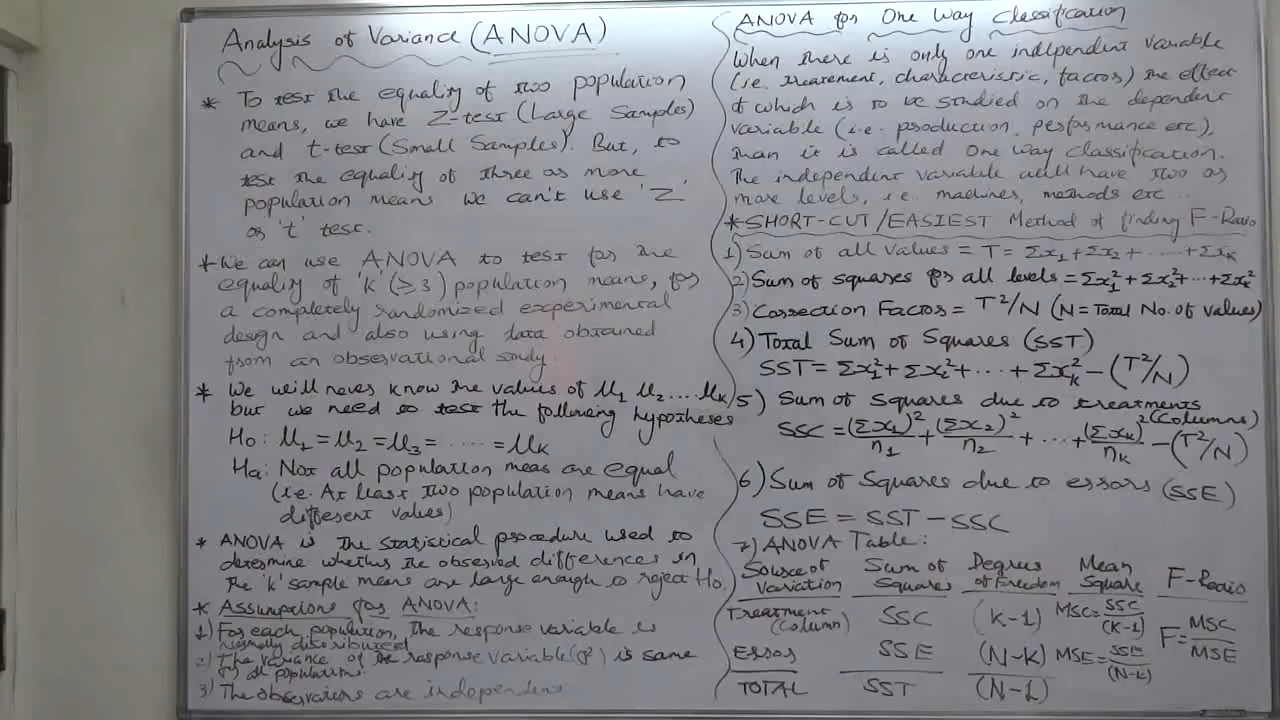 Analysis of Variance (ANOVA)
* To test the equality of two population
means, we have Z-test (Large Samples)
and t-test (Small Samples). But, to
test the equality of three or more
population means we can't use 'Z'
or 't' test.
* We can use ANOVA to test for the
equality of 'K' (≥3) population means, for
a completely randomized experimental
design and also using data obtained
from an observational study.
* We will never know the values of μ1 μ2 .... μK
but we need to test the following hypotheses
H0: μ1 = μ2 = μ3 = ..... = μK
Ha: Not all population meas are equal
(i.e. At least two population means have
different values)
* ANOVA is the statistical procedure used to
determine whether the observed differences in
the 'k' sample means are large enough to reject H0.
* Assumptions for ANOVA:
1) For each population, the response variable is
normally distributed
2) The variance of the response variable (σ²) is same
for all populations.
3) The observations are independent
ANOVA for One Way Classification
When there is only one independent variable
(i.e. treatement, characteristic, factor) the effect
of which is to be studied on the dependent
variable (i.e. production, performance etc),
than it is called One Way Classification.
The independent variable will have two or
more levels, i.e. machines, methods etc...
* SHORT-CUT/EASIEST Method of finding F-Ratio
1) Sum of all values = T = Σx1 + Σx2 + ...... + Σxk
2) Sum of squares for all levels = Σx1² + Σx2² + ... + Σxk²
3) Correction Factor = T²/N (N = Total No. of values)
4) Total Sum of Squares (SST)
SST = Σx1² + Σx2² + ... + Σxk² - (T²/N)
5) Sum of Squares due to treatments
(Columns)
SSC = (Σx1)²/n1 + (Σx2)²/n2 + ... + (Σxk)²/nk - (T²/N)
6) Sum of Squares due to errors (SSE)
SSE = SST - SSC
7) ANOVA Table:
Source of Variation Sum of Squares Degrees of Freedom Mean Square F-Ratio
Treatment (Column) SSC (K-1) MSC = SSC/(K-1) F = MSC/MSE
Error SSE (N-K) MSE = SSE/(N-K)
TOTAL SST (N-1)